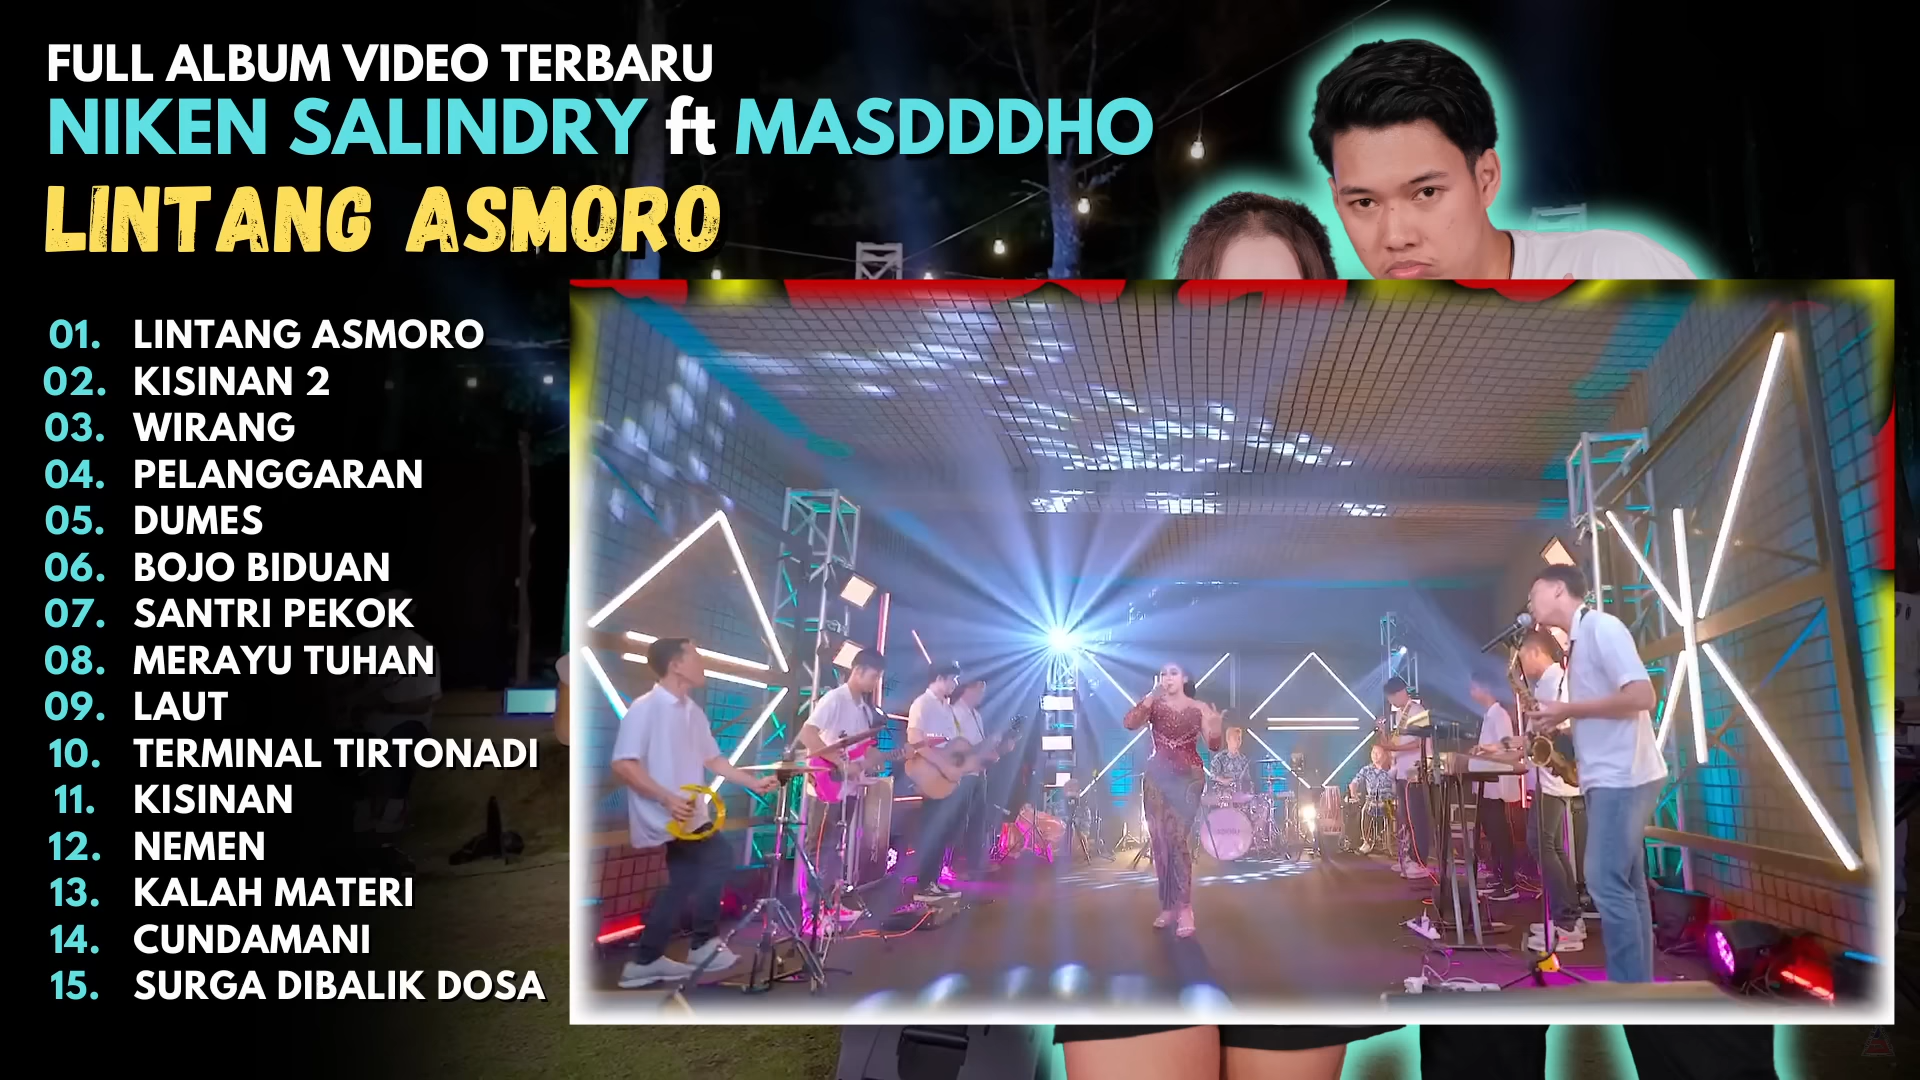 FULL ALBUM VIDEO TERBARU
NIKEN SALINDRY ft MASDDDHO
LINTANG ASMORO
01. LINTANG ASMORO
02. KISINAN 2
03. WIRANG
04. PELANGGARAN
05. DUMES
06. BOJO BIDUAN
07. SANTRI PEKOK
08. MERAYU TUHAN
09. LAUT
10. TERMINAL TIRTONADI
11. KISINAN
12. NEMEN
13. KALAH MATERI
14. CUNDAMANI
15. SURGA DIBALIK DOSA